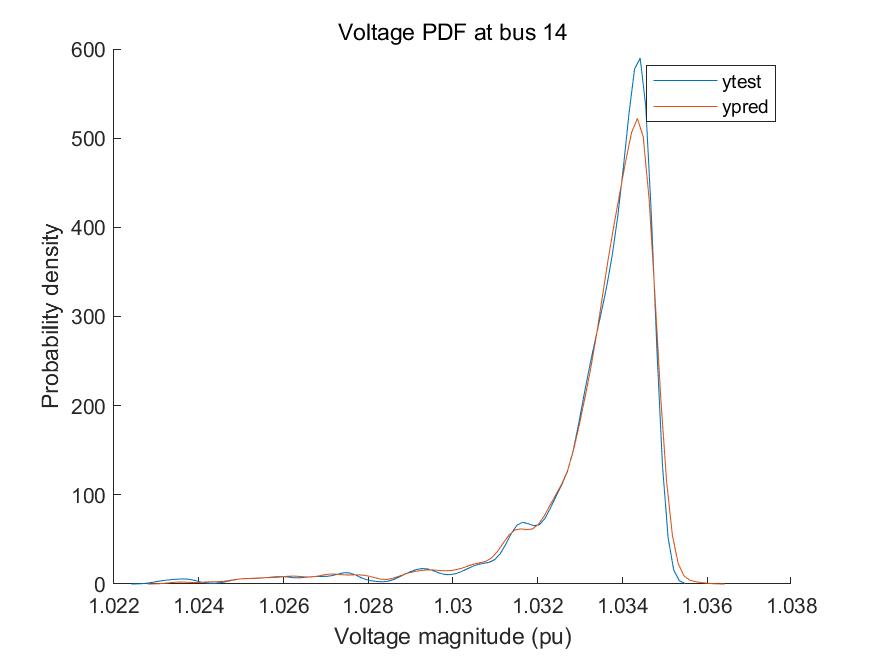 Voltage PDF at bus 14
600
500
400
300
200
100
0
ytest
ypred
Probability density
1.022 1.024 1.026 1.028 1.03 1.032 1.034 1.036 1.038
Voltage magnitude (pu)